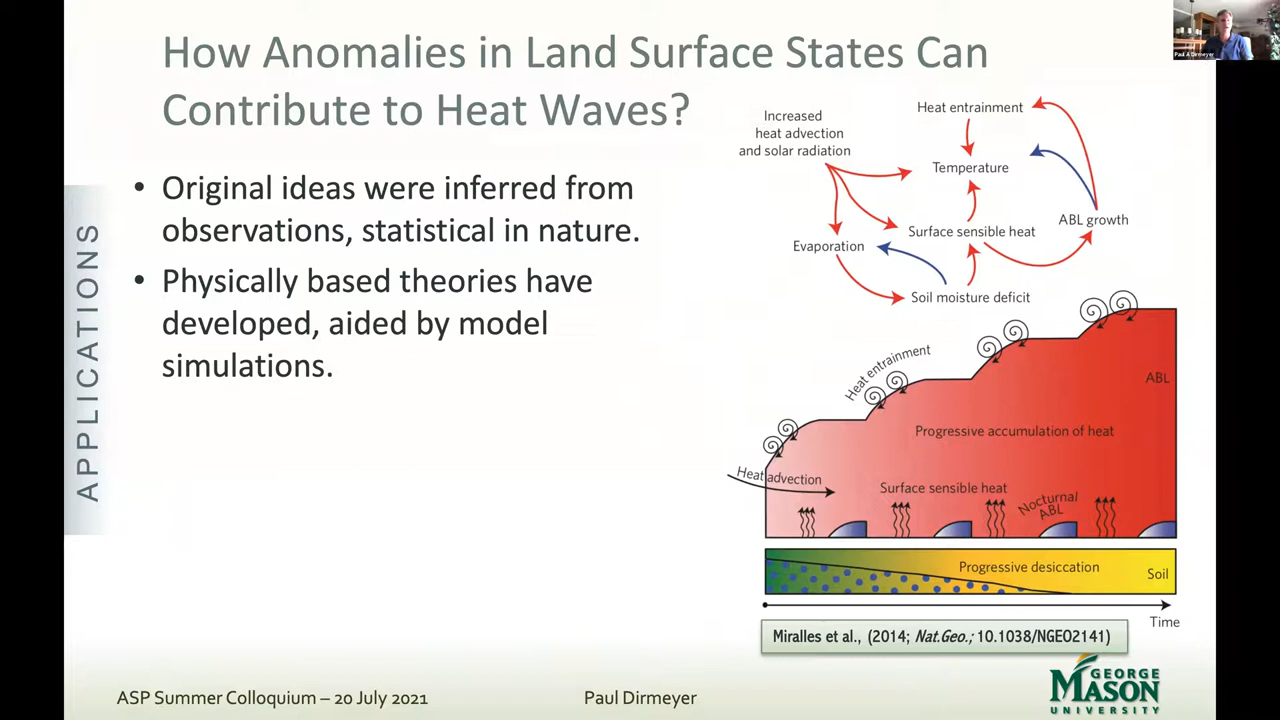 How Anomalies in Land Surface States Can
Contribute to Heat Waves?
Paul A Dirmeyer
APPLICATIONS
• Original ideas were inferred from
observations, statistical in nature.
• Physically based theories have
developed, aided by model
simulations.
Increased
heat advection
and solar radiation
Heat entrainment
Temperature
ABL growth
Surface sensible heat
Evaporation
Soil moisture deficit
Heat entrainment
ABL
Progressive accumulation of heat
Heat advection
Surface sensible heat
Nocturnal
ABL
Progressive desiccation
Soil
Time
Miralles et al., (2014; Nat.Geo.; 10.1038/NGEO2141)
ASP Summer Colloquium – 20 July 2021
Paul Dirmeyer
GEORGE
MASON
UNIVERSITY